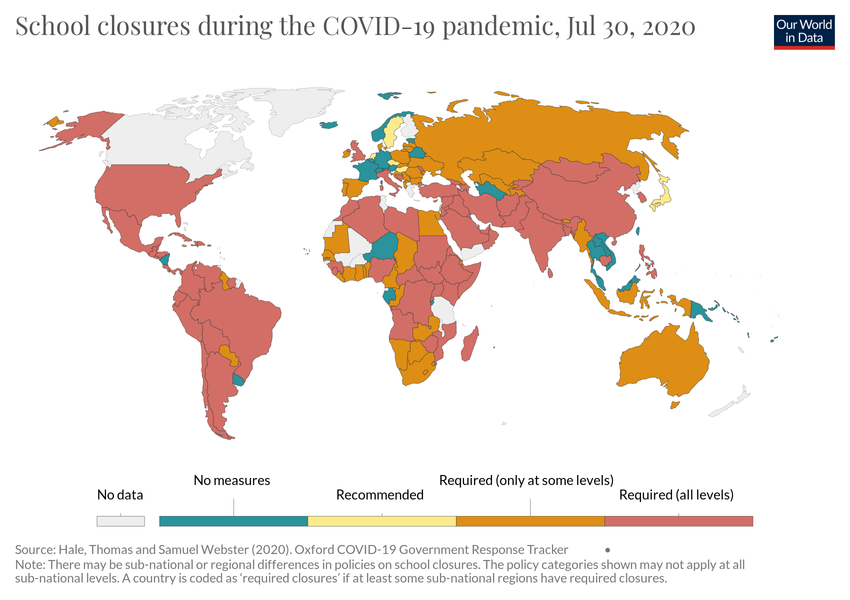 School closures during the COVID-19 pandemic, Jul 30, 2020
Our World
in Data
No data
No measures
Recommended
Required (only at some levels)
Required (all levels)
Source: Hale, Thomas and Samuel Webster (2020). Oxford COVID-19 Government Response Tracker •
Note: There may be sub-national or regional differences in policies on school closures. The policy categories shown may not apply at all
sub-national levels. A country is coded as 'required closures' if at least some sub-national regions have required closures.